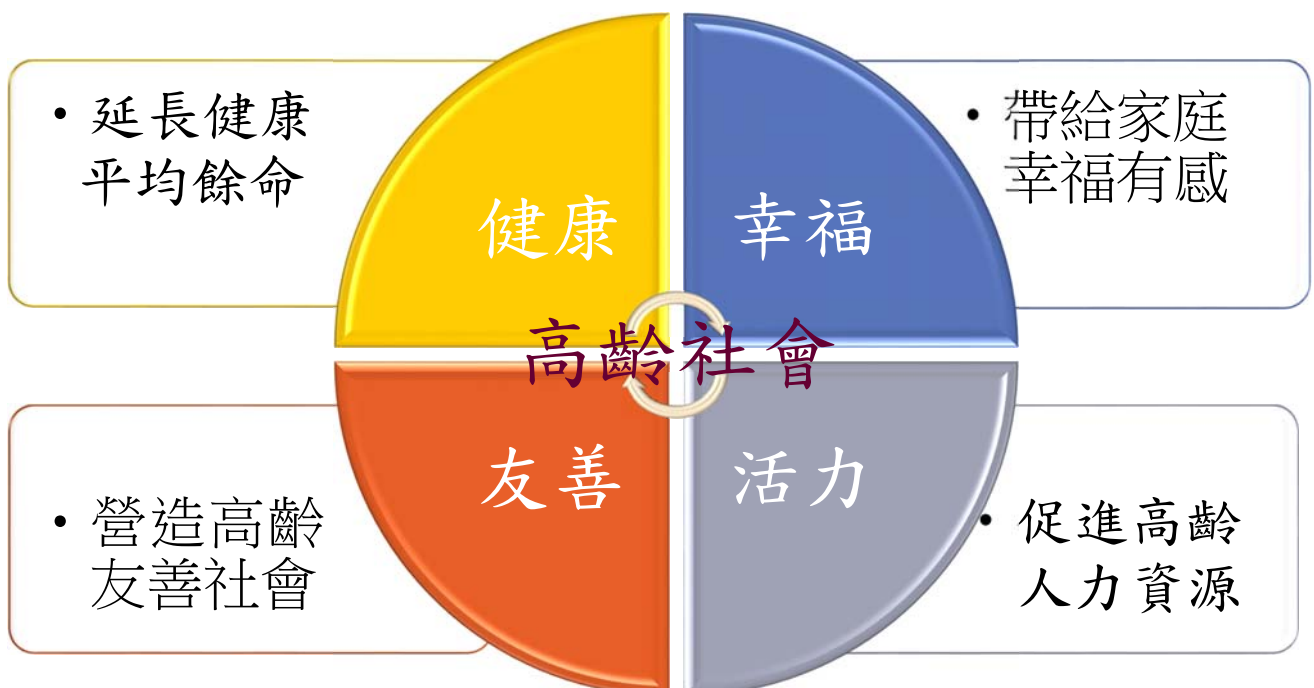 • 延長健康
平均餘命
健康
幸福
• 帶給家庭
幸福有感
高齡社會
• 營造高齡
友善社會
友善
活力
• 促進高齡
人力資源